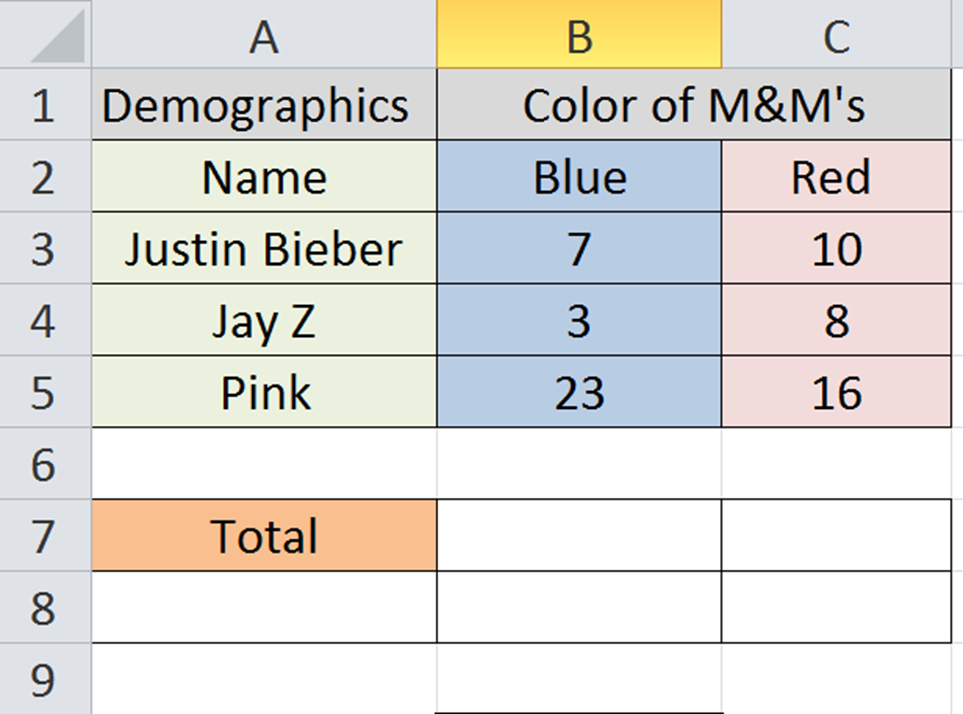 A B C
1 Demographics Color of M&M's
2 Name Blue Red
3 Justin Bieber 7 10
4 Jay Z 3 8
5 Pink 23 16
6
7 Total
8
9